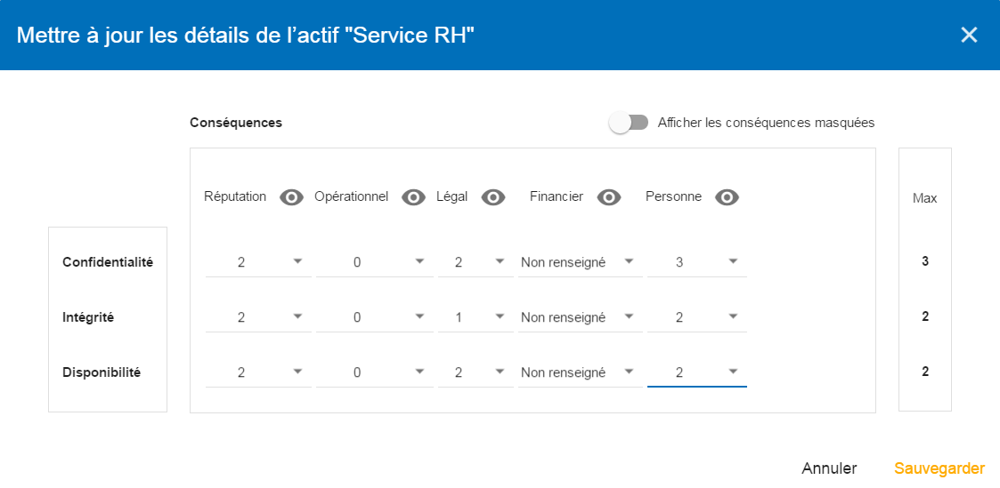 Mettre à jour les détails de l’actif "Service RH"
Conséquences Afficher les conséquences masquées
Réputation Opérationnel Légal Financier Personne Max
Confidentialité 2 0 2 Non renseigné 3 3
Intégrité 2 0 1 Non renseigné 2 2
Disponibilité 2 0 2 Non renseigné 2 2
Annuler Sauvegarder